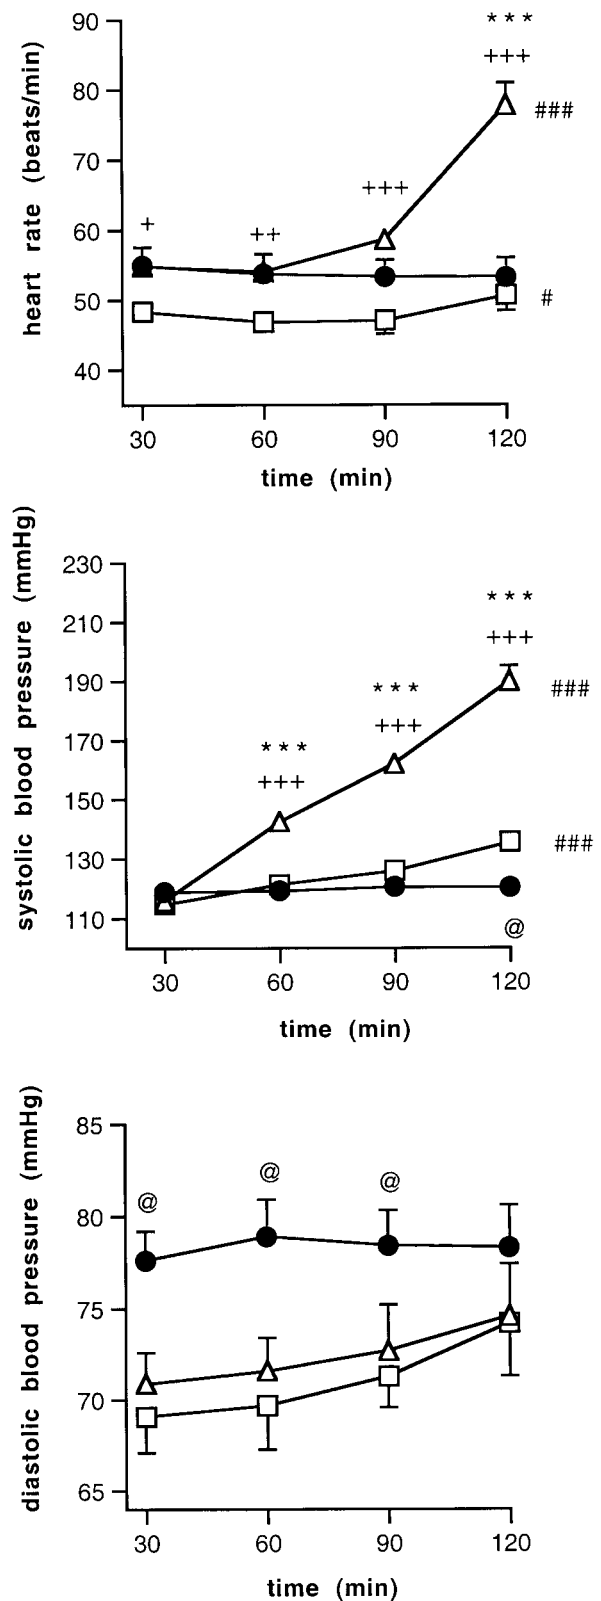 heart rate (beats/min)
90
80
70
60
50
40
* * *
+++
###
+++
+
++
#
30 60 90 120
time (min)
systolic blood pressure (mmHg)
230
210
190
170
150
130
110
* * *
+++
* * *
+++
* * *
+++
###
###
@
30 60 90 120
time (min)
diastolic blood pressure (mmHg)
85
80
75
70
65
@
@
@
30 60 90 120
time (min)